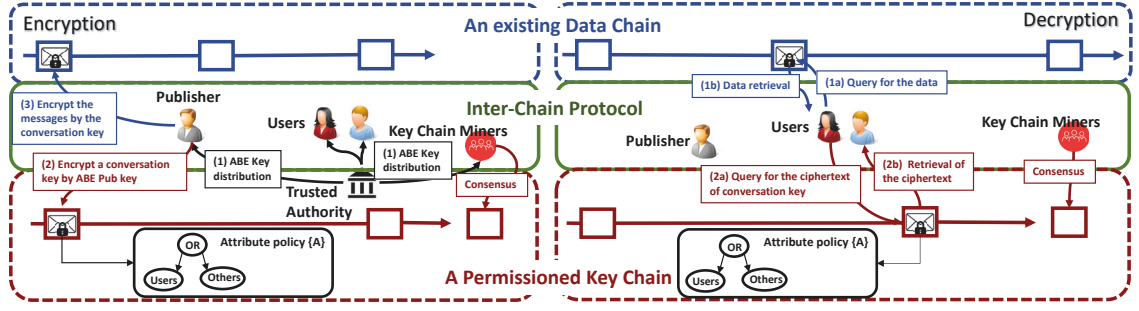 Encryption
An existing Data Chain
Decryption
(3) Encrypt the
messages by the
conversation key
Publisher
Users
Key Chain Miners
Inter-Chain Protocol
(1b) Data retrieval
(1a) Query for the data
Users
Publisher
Key Chain Miners
(2) Encrypt a conversation
key by ABE Pub key
(1) ABE Key
distribution
(1) ABE Key
distribution
Trusted
Authority
Consensus
(2a) Query for the ciphertext
of conversation key
(2b) Retrieval of
the ciphertext
Consensus
Attribute policy {A}
OR
Users
Others
Attribute policy {A}
OR
Users
Others
A Permissioned Key Chain